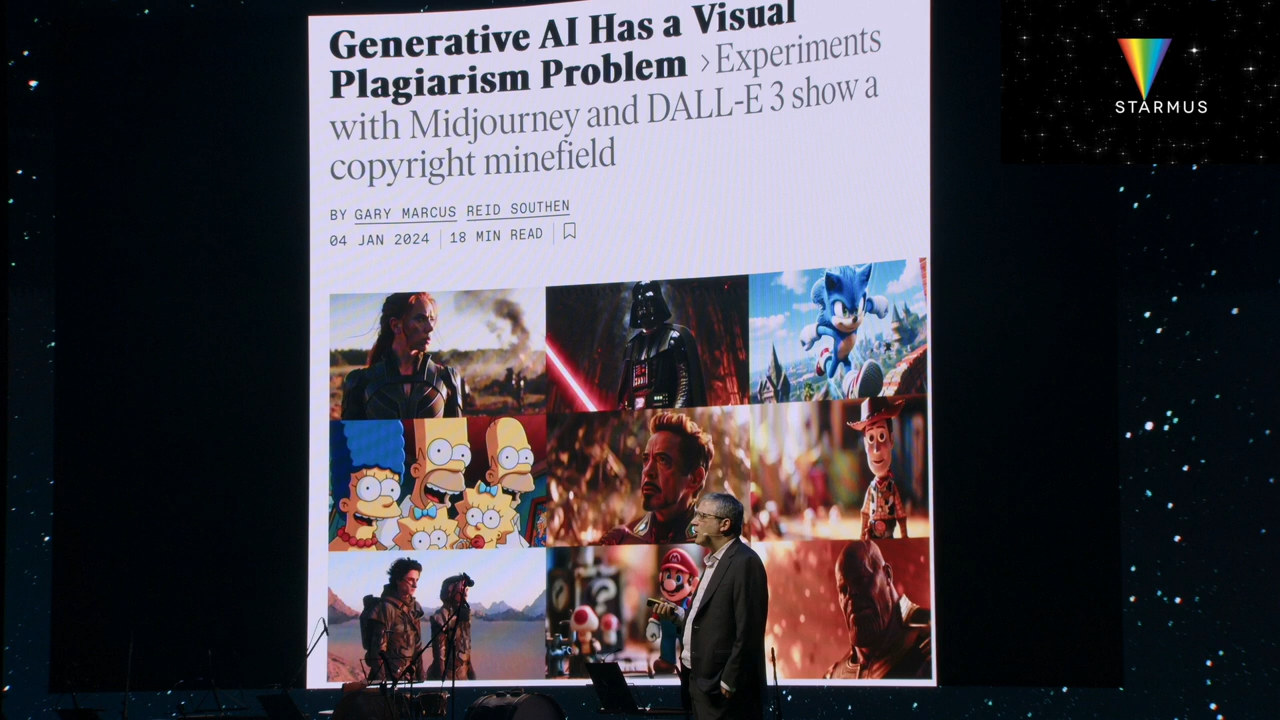 Generative AI Has a Visual
Plagiarism Problem › Experiments
with Midjourney and DALL-E 3 show a
copyright minefield
BY GARY MARCUS REID SOUTHEN
04 JAN 2024 | 18 MIN READ
STARMUS